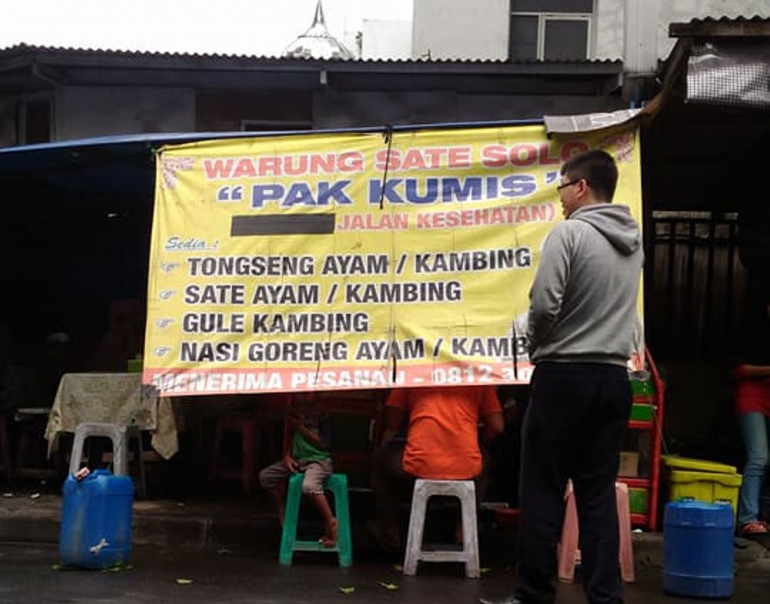 WARUNG SATE SOLO
“PAK KUMIS”
JALAN KESEHATAN)
Sedia :
TONGSENG AYAM / KAMBING
SATE AYAM / KAMBING
GULE KAMBING
NASI GORENG AYAM / KAMB
MENERIMA PESANAN - 0812